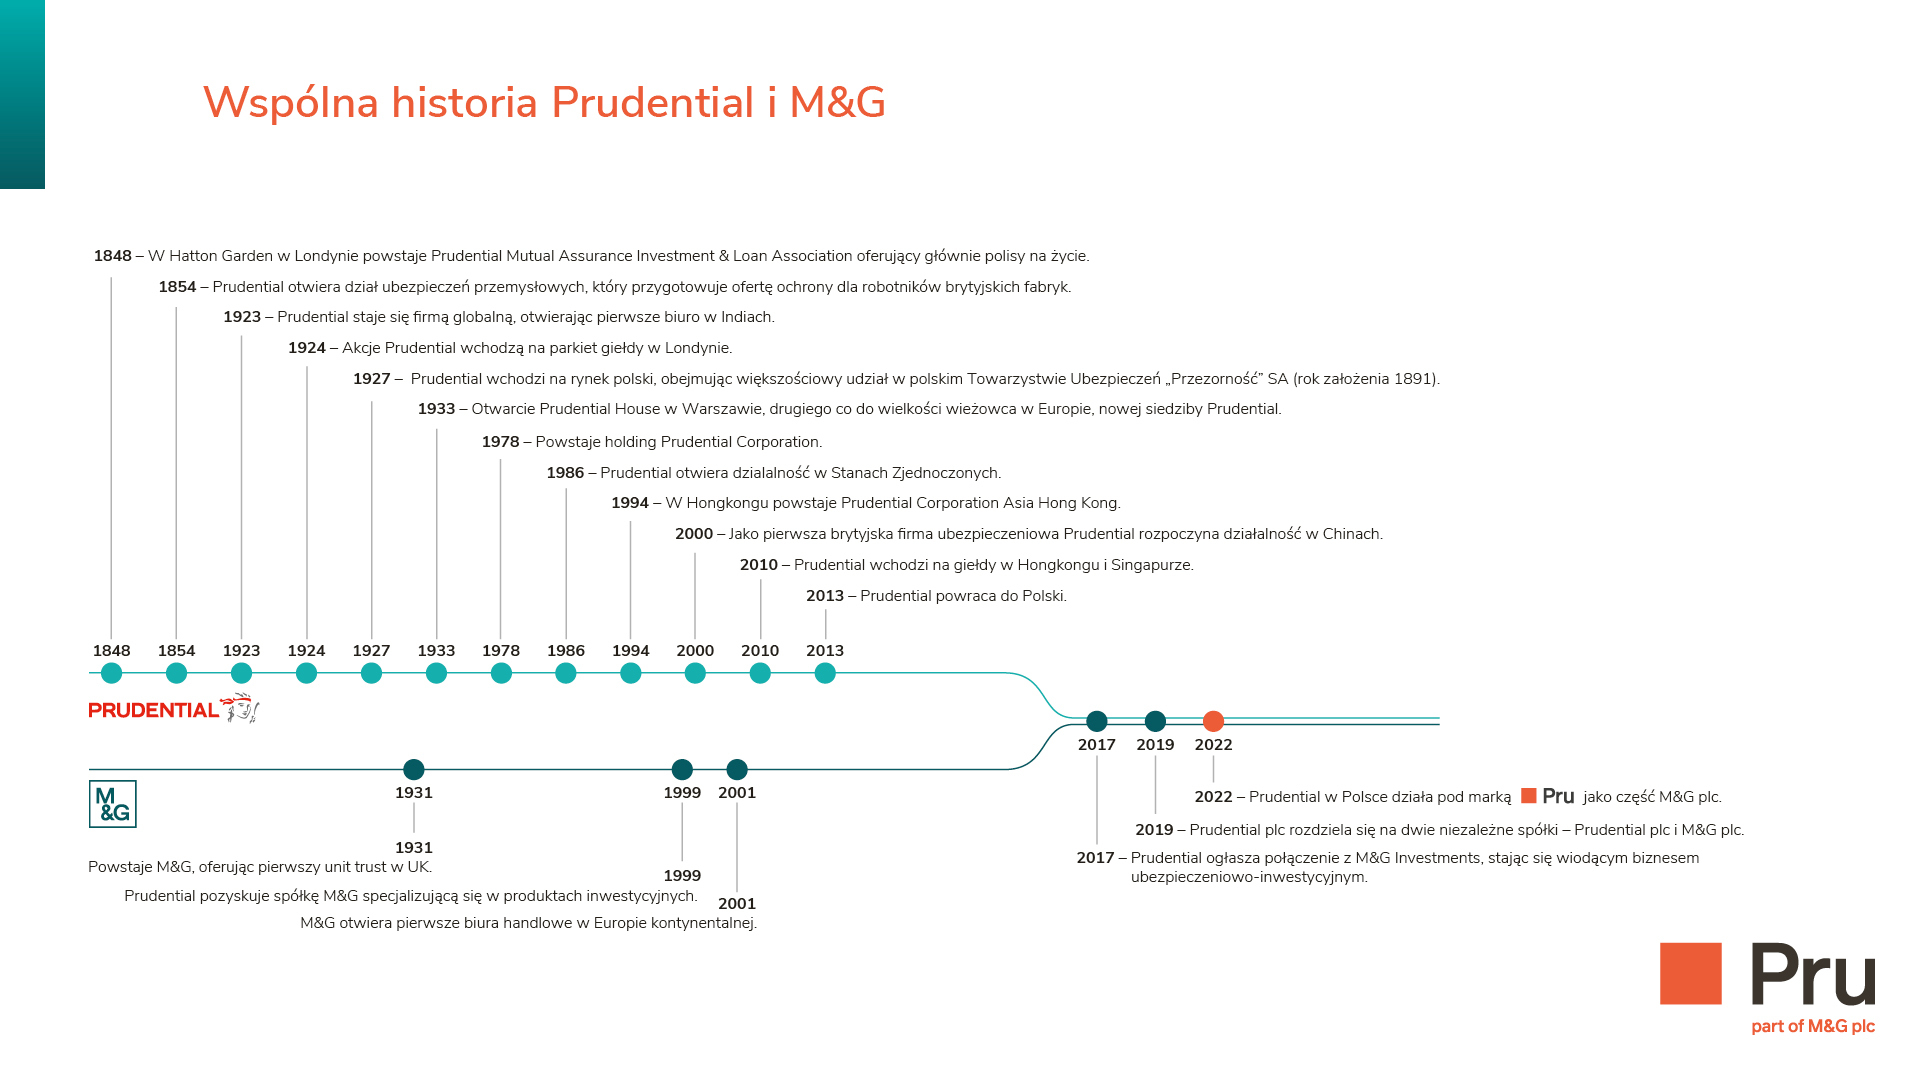 Wspólna historia Prudential i M&G
1848 – W Hatton Garden w Londynie powstaje Prudential Mutual Assurance Investment & Loan Association oferujący głównie polisy na życie.
1854 – Prudential otwiera dział ubezpieczeń przemysłowych, który przygotowuje ofertę ochrony dla robotników brytyjskich fabryk.
1923 – Prudential staje się firmą globalną, otwierając pierwsze biuro w Indiach.
1924 – Akcje Prudential wchodzą na parkiet giełdy w Londynie.
1927 – Prudential wchodzi na rynek polski, obejmując większościowy udział w polskim Towarzystwie Ubezpieczeń „Przezorność” SA (rok założenia 1891).
1933 – Otwarcie Prudential House w Warszawie, drugiego co do wielkości wieżowca w Europie, nowej siedziby Prudential.
1978 – Powstaje holding Prudential Corporation.
1986 – Prudential otwiera dzialalność w Stanach Zjednoczonych.
1994 – W Hongkongu powstaje Prudential Corporation Asia Hong Kong.
2000 – Jako pierwsza brytyjska firma ubezpieczeniowa Prudential rozpoczyna działalność w Chinach.
2010 – Prudential wchodzi na giełdy w Hongkongu i Singapurze.
2013 – Prudential powraca do Polski.
1848 1854 1923 1924 1927 1933 1978 1986 1994 2000 2010 2013
PRUDENTIAL
2017 2019 2022
M
&G
1931 1999 2001
1931
Powstaje M&G, oferując pierwszy unit trust w UK.
1999
Prudential pozyskuje spółkę M&G specjalizującą się w produktach inwestycyjnych.
2001
M&G otwiera pierwsze biura handlowe w Europie kontynentalnej.
2022 – Prudential w Polsce działa pod marką Pru jako część M&G plc.
2019 – Prudential plc rozdziela się na dwie niezależne spółki – Prudential plc i M&G plc.
2017 – Prudential ogłasza połączenie z M&G Investments, stając się wiodącym biznesem
ubezpieczeniowo-inwestycyjnym.
Pru
part of M&G plc